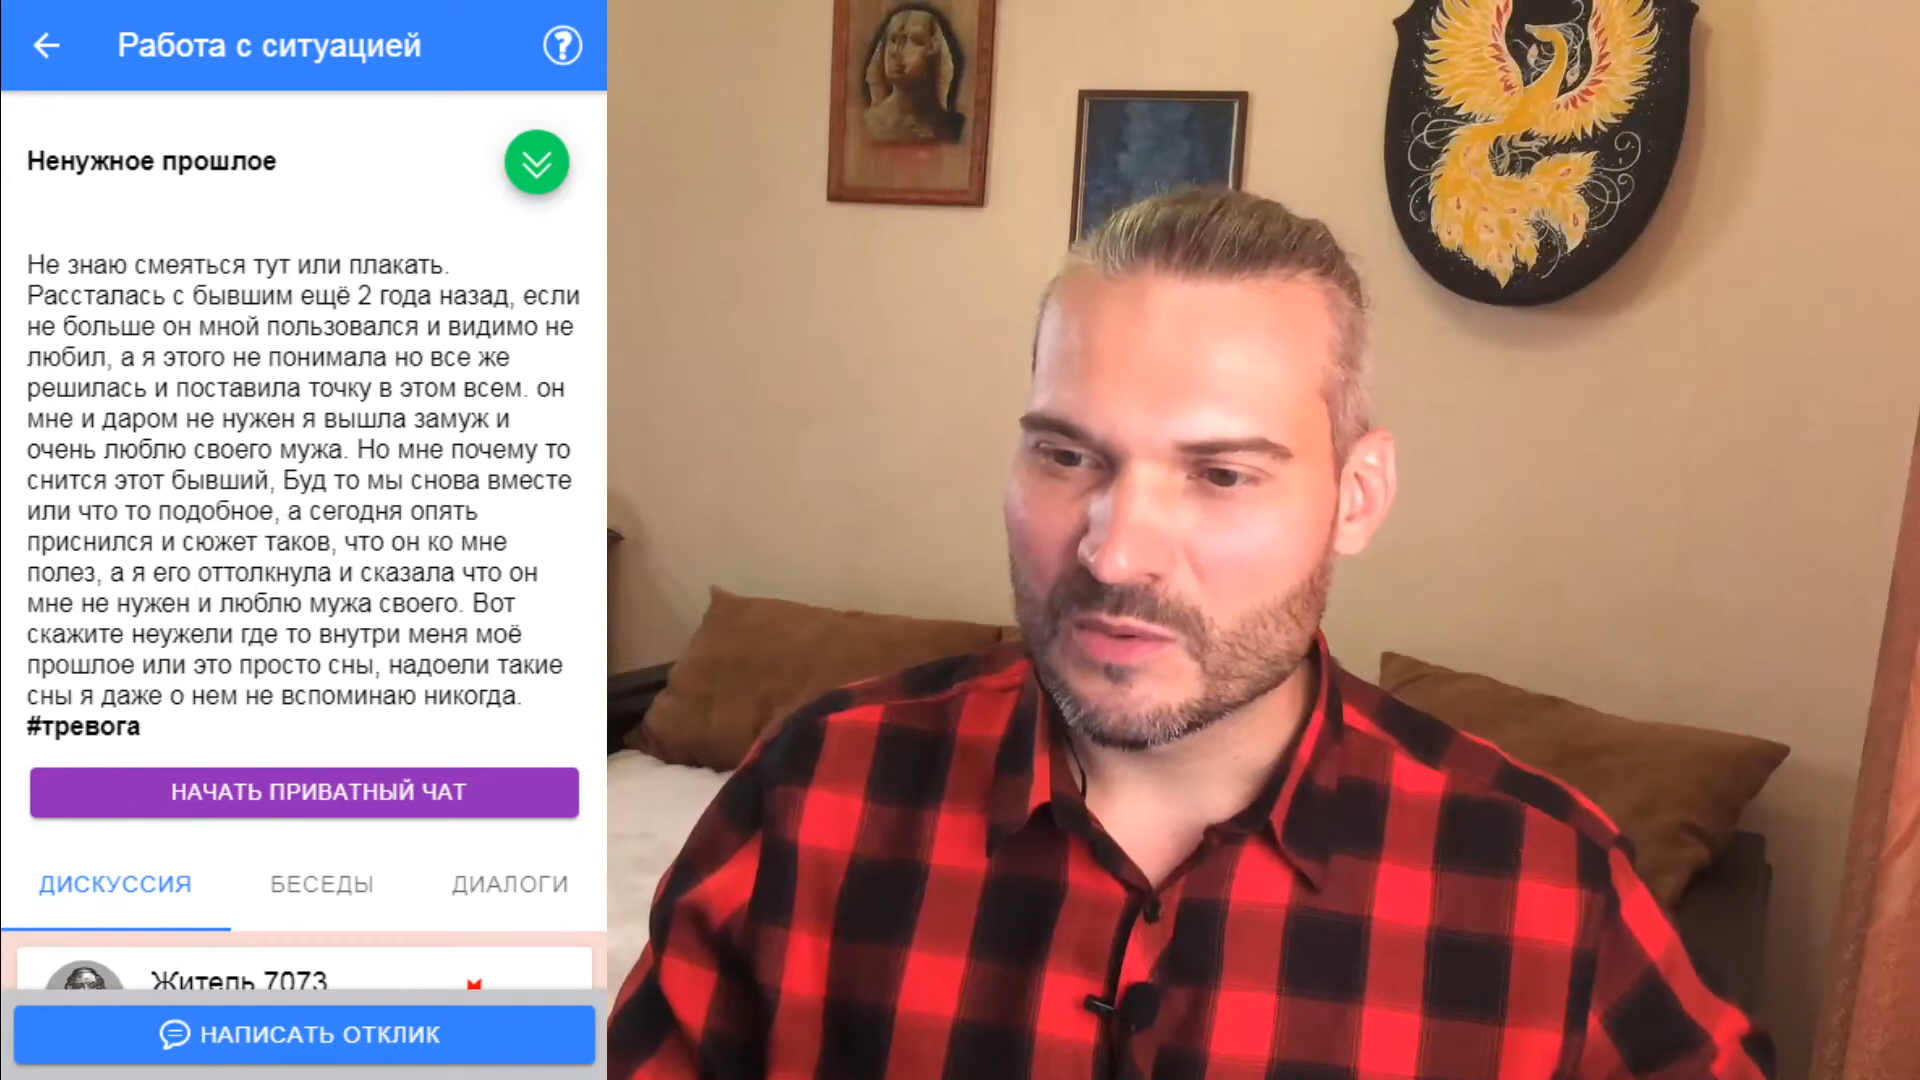 Работа с ситуацией
Ненужное прошлое
Не знаю смеяться тут или плакать.
Рассталась с бывшим ещё 2 года назад, если
не больше он мной пользовался и видимо не
любил, а я этого не понимала но все же
решилась и поставила точку в этом всем. он
мне и даром не нужен я вышла замуж и
очень люблю своего мужа. Но мне почему то
снится этот бывший, Буд то мы снова вместе
или что то подобное, а сегодня опять
приснился и сюжет таков, что он ко мне
полез, а я его оттолкнула и сказала что он
мне не нужен и люблю мужа своего. Вот
скажите неужели где то внутри меня моё
прошлое или это просто сны, надоели такие
сны я даже о нем не вспоминаю никогда.
#тревога
НАЧАТЬ ПРИВАТНЫЙ ЧАТ
ДИСКУССИЯ БЕСЕДЫ ДИАЛОГИ
Житель 7073
НАПИСАТЬ ОТКЛИК